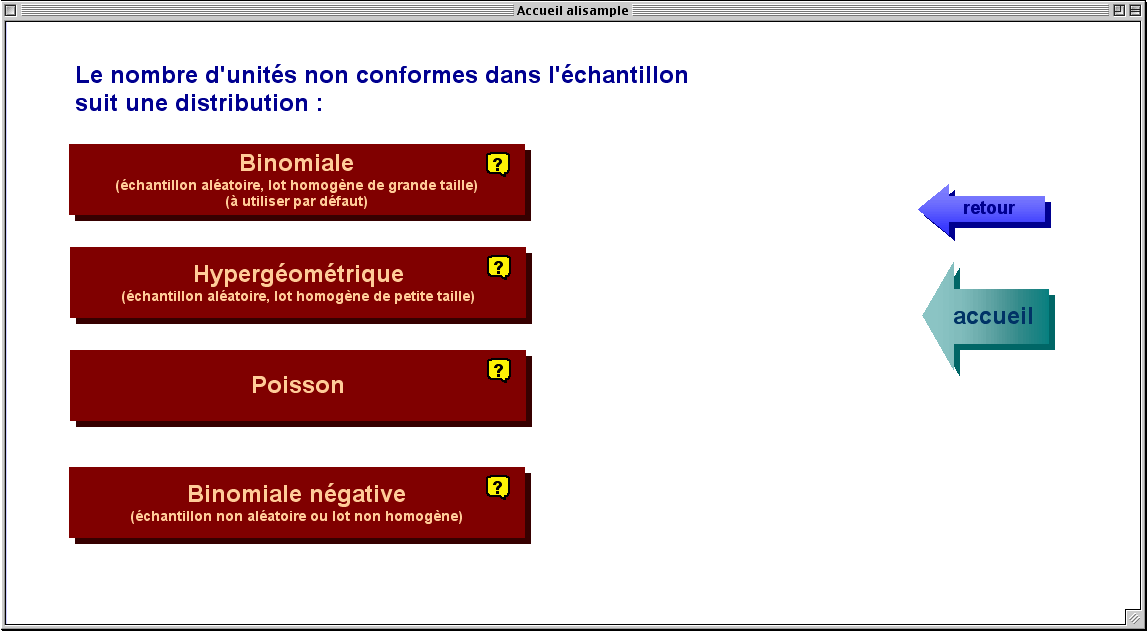 Accueil alisample
Le nombre d'unités non conformes dans l'échantillon
suit une distribution :
Binomiale
?
(échantillon aléatoire, lot homogène de grande taille)
(à utiliser par défaut)
retour
Hypergéométrique
?
(échantillon aléatoire, lot homogène de petite taille)
accueil
Poisson
?
Binomiale négative
?
(échantillon non aléatoire ou lot non homogène)